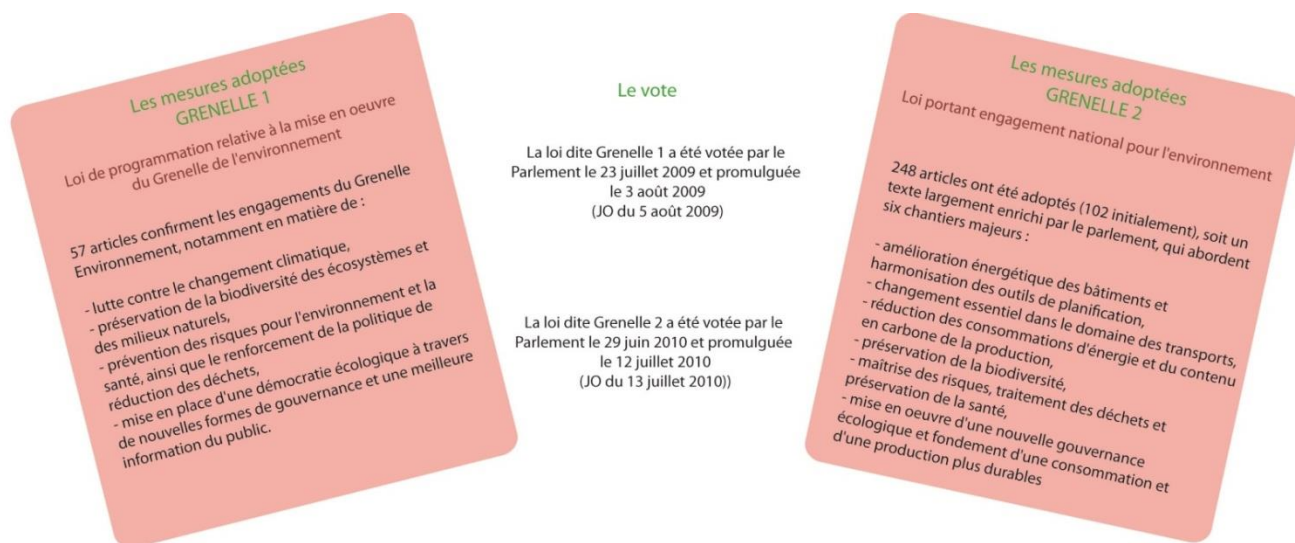 Les mesures adoptées
GRENELLE 1
Loi de programmation relative à la mise en oeuvre
du Grenelle de l'environnement
57 articles confirment les engagements du Grenelle
Environnement, notamment en matière de :
- lutte contre le changement climatique,
- préservation de la biodiversité des écosystèmes et
des milieux naturels,
- prévention des risques pour l'environnement et la
santé, ainsi que le renforcement de la politique de
réduction des déchets,
- mise en place d'une démocratie écologique à travers
de nouvelles formes de gouvernance et une meilleure
information du public.
Le vote
La loi dite Grenelle 1 a été votée par le
Parlement le 23 juillet 2009 et promulguée
le 3 août 2009
(JO du 5 août 2009)
La loi dite Grenelle 2 a été votée par le
Parlement le 29 juin 2010 et promulguée
le 12 juillet 2010
(JO du 13 juillet 2010))
Les mesures adoptées
GRENELLE 2
Loi portant engagement national pour l'environnement
248 articles ont été adoptés (102 initialement), soit un
texte largement enrichi par le parlement, qui abordent
six chantiers majeurs :
- amélioration énergétique des bâtiments et
harmonisation des outils de planification,
- changement essentiel dans le domaine des transports,
- réduction des consommations d'énergie et du contenu
en carbone de la production,
- préservation de la biodiversité,
- maîtrise des risques, traitement des déchets et
préservation de la santé,
- mise en oeuvre d'une nouvelle gouvernance
écologique et fondement d'une consommation et
d'une production plus durables